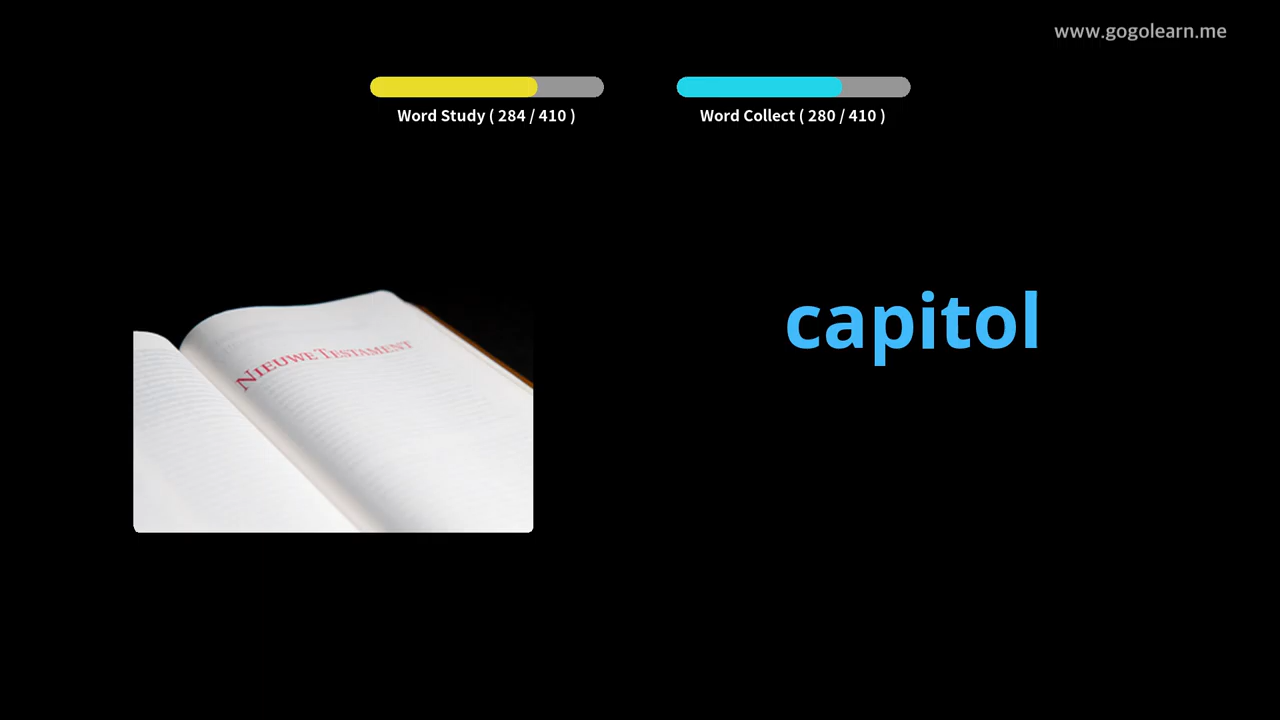 www.gogolearn.me
Word Study ( 284 / 410 )
Word Collect ( 280 / 410 )
NIEUWE TESTAMENT
capitol